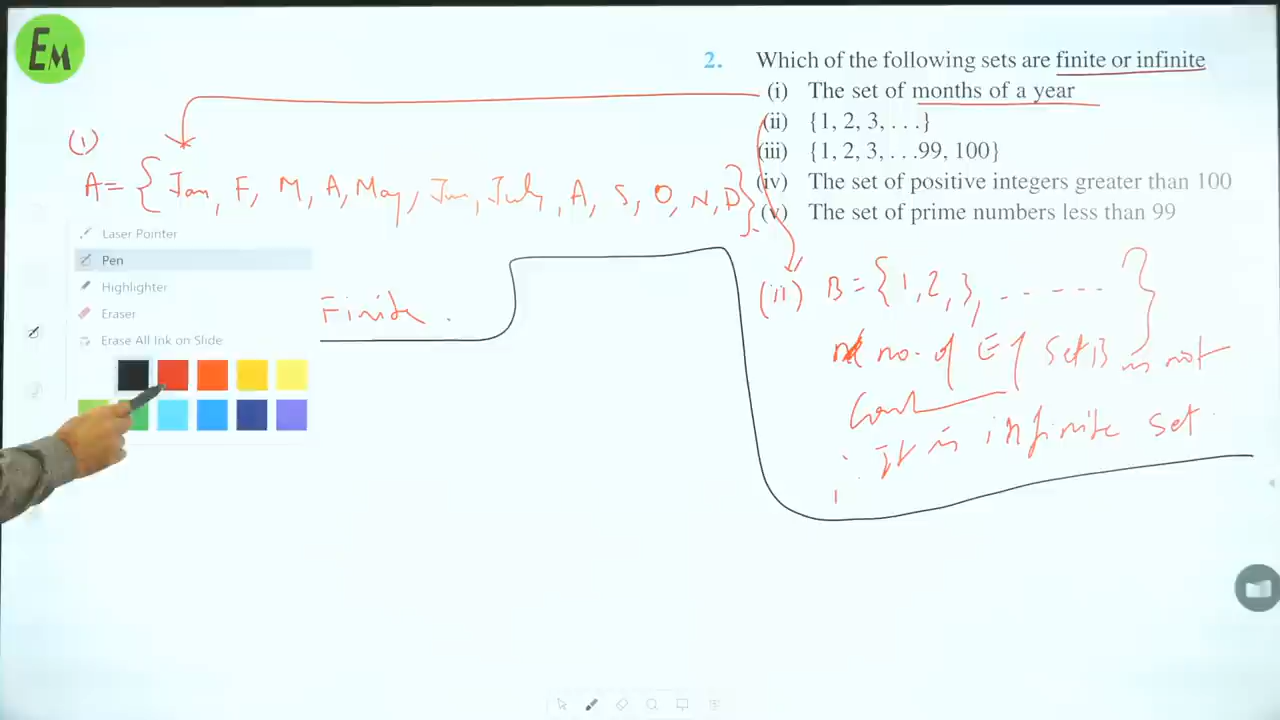 EM
2. Which of the following sets are finite or infinite
(i) The set of months of a year
(ii) {1, 2, 3, . . .}
(iii) {1, 2, 3, . . .99, 100}
(iv) The set of positive integers greater than 100
(v) The set of prime numbers less than 99
(1)
A = { Jan, F, M, A, May, Jun, July, A, S, O, N, D }.
Laser Pointer
Pen
Highlighter
Eraser
Erase All Ink on Slide
Finite.
(ii) B = {1, 2, 3, ------ }
no. of E of Set B is not
It is infinite set.